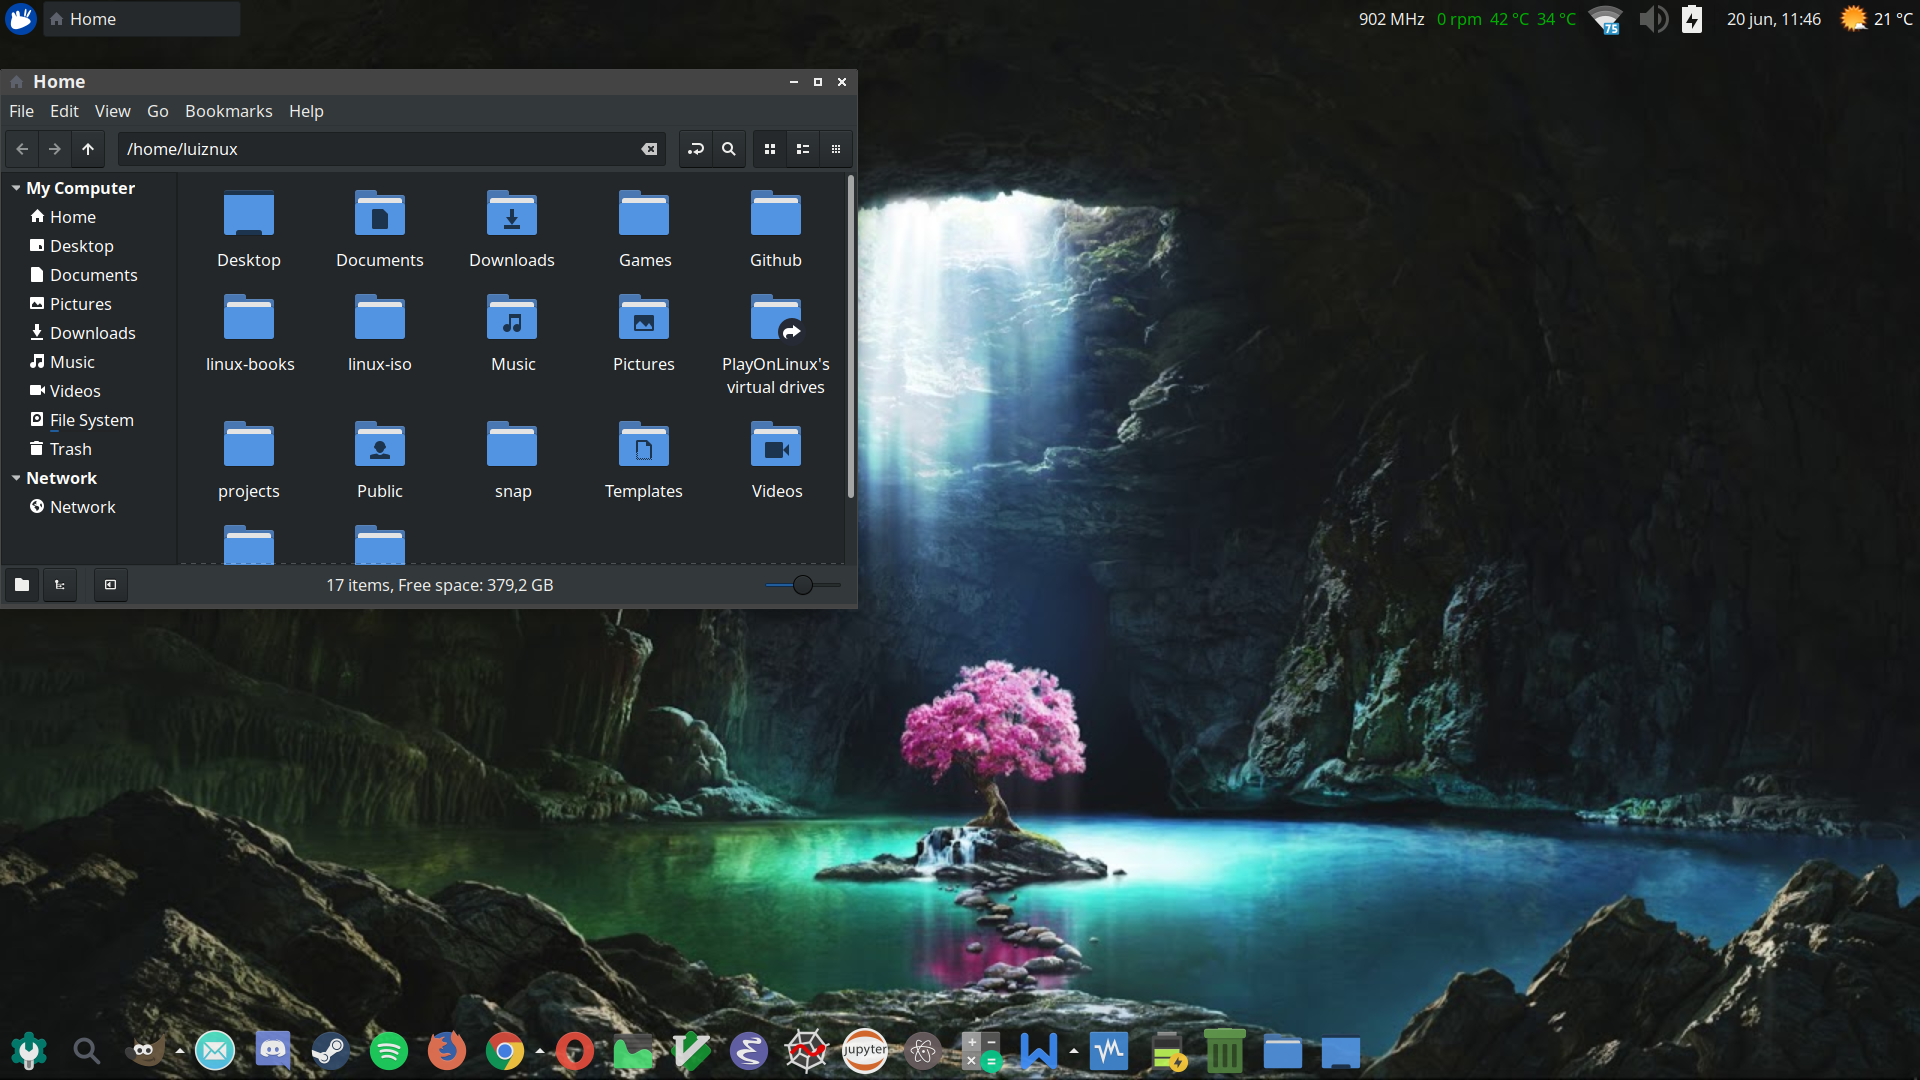 Home
902 MHz 0 rpm 42 °C 34 °C 75 20 jun, 11:46 21 °C
Home
File Edit View Go Bookmarks Help
/home/luiznux
My Computer
Home
Desktop
Documents
Pictures
Downloads
Music
Videos
File System
Trash
Network
Network
Desktop Documents Downloads Games Github
linux-books linux-iso Music Pictures PlayOnLinux's
virtual drives
projects Public snap Templates Videos
17 items, Free space: 379,2 GB
jupyter